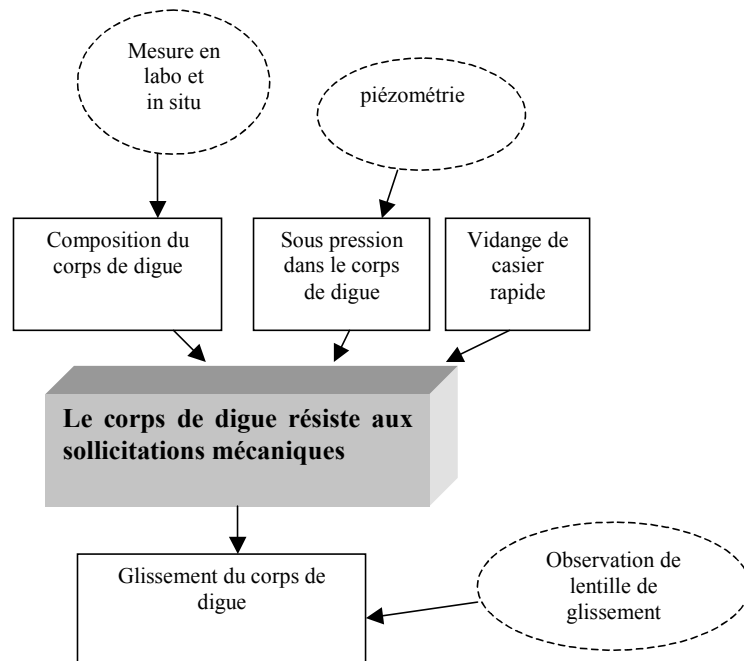 Mesure en
labo et
in situ
piézométrie
Composition du
corps de digue
Sous pression
dans le corps
de digue
Vidange de
casier
rapide
Le corps de digue résiste aux
sollicitations mécaniques
Glissement du corps de
digue
Observation de
lentille de
glissement